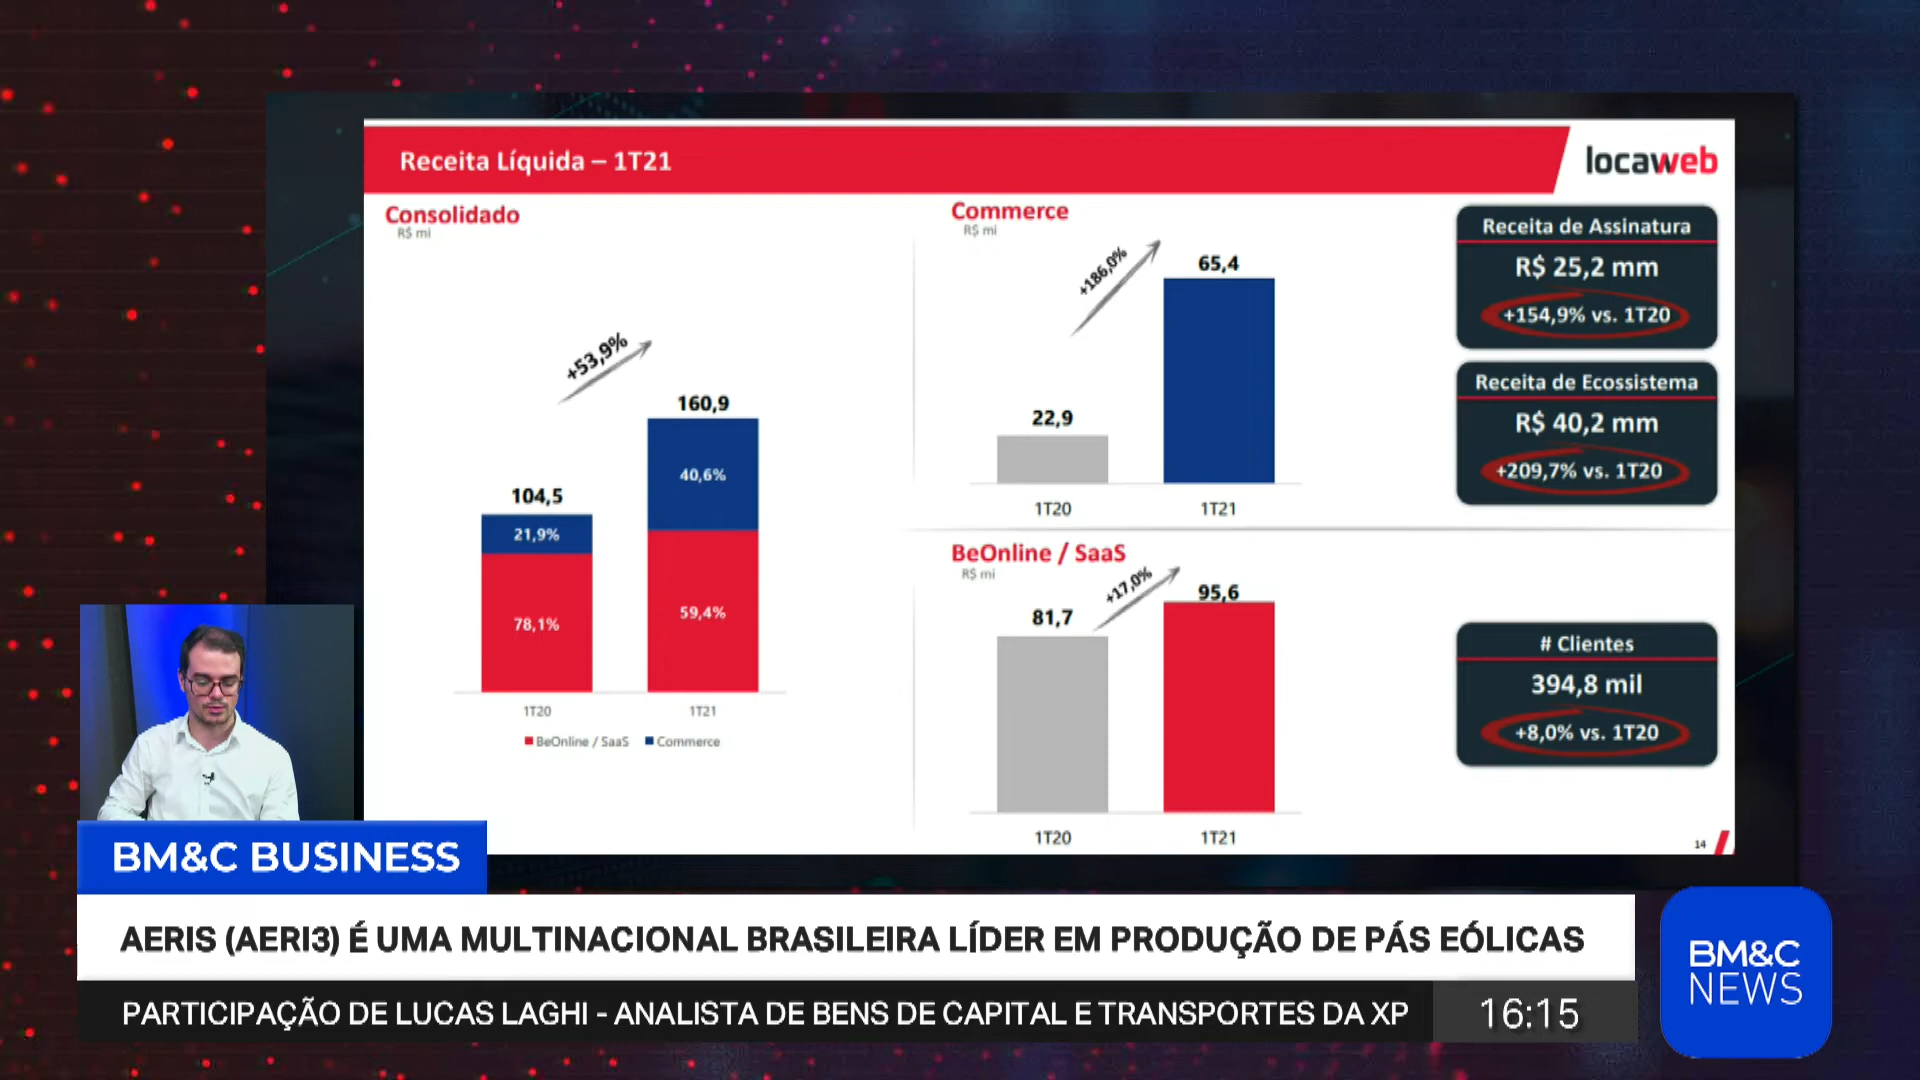 Receita Líquida – 1T21
locaweb
Consolidado
R$ mi
+53,9%
104,5
160,9
21,9%
40,6%
78,1%
59,4%
1T20
1T21
BeOnline / SaaS
Commerce
Commerce
R$ mi
+186,0%
22,9
65,4
1T20
1T21
BeOnline / SaaS
R$ mi
+17,0%
81,7
95,6
1T20
1T21
Receita de Assinatura
R$ 25,2 mm
+154,9% vs. 1T20
Receita de Ecossistema
R$ 40,2 mm
+209,7% vs. 1T20
# Clientes
394,8 mil
+8,0% vs. 1T20
14
BM&C BUSINESS
AERIS (AERI3) É UMA MULTINACIONAL BRASILEIRA LÍDER EM PRODUÇÃO DE PÁS EÓLICAS
PARTICIPAÇÃO DE LUCAS LAGHI - ANALISTA DE BENS DE CAPITAL E TRANSPORTES DA XP
16:15
BM&C
NEWS